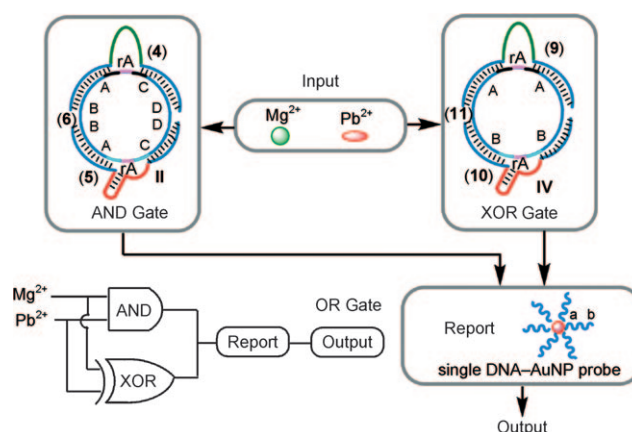 (4)
rA
A C
(6)
B D
B D
A C
(5) rA II
AND Gate
Input
Mg²⁺ Pb²⁺
(9)
rA
A A
(11)
B B
rA
(10) IV
XOR Gate
Mg²⁺
Pb²⁺
AND
XOR
OR Gate
Report
Output
Report
a b
single DNA–AuNP probe
Output